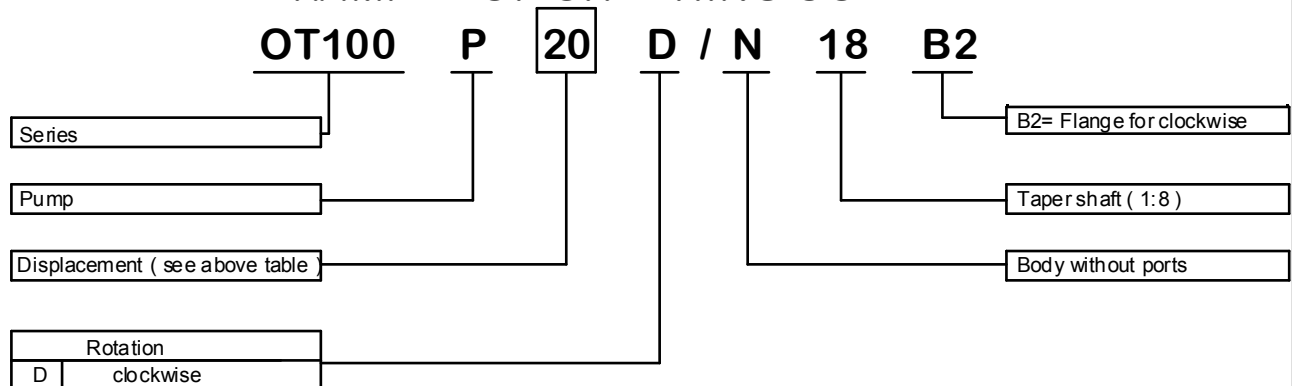 OT100 P 20 D / N 18 B2
B2= Flange for clockwise
Series
Pump
Taper shaft ( 1:8 )
Displacement ( see above table )
Body without ports
Rotation
D clockwise